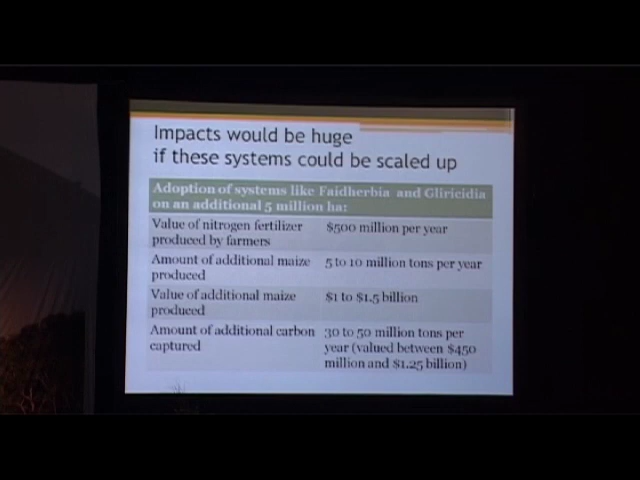 Impacts would be huge
if these systems could be scaled up
Adoption of systems like Faidherbia and Gliricidia
on an additional 5 million ha:
Value of nitrogen fertilizer
produced by farmers
$500 million per year
Amount of additional maize
produced
5 to 10 million tons per year
Value of additional maize
produced
$1 to $1.5 billion
Amount of additional carbon
captured
30 to 50 million tons per
year (valued between $450
million and $1.25 billion)